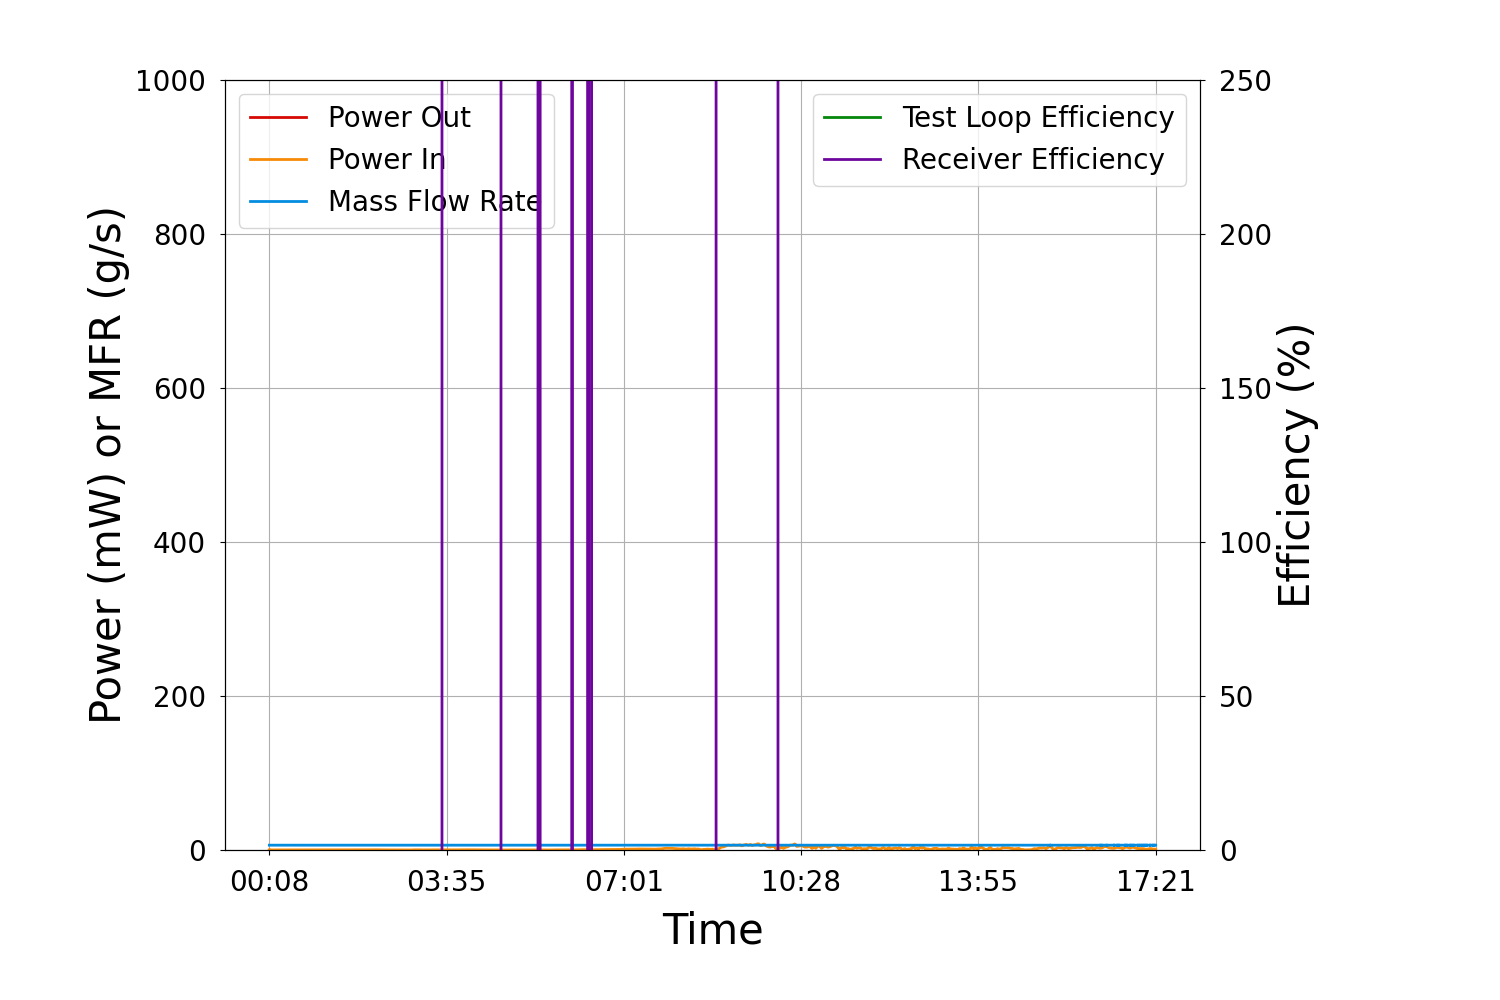 1000
800
600
400
200
0
Power (mW) or MFR (g/s)
Power Out
Power In
Mass Flow Rate
Test Loop Efficiency
Receiver Efficiency
250
200
150
100
50
0
Efficiency (%)
00:08 03:35 07:01 10:28 13:55 17:21
Time